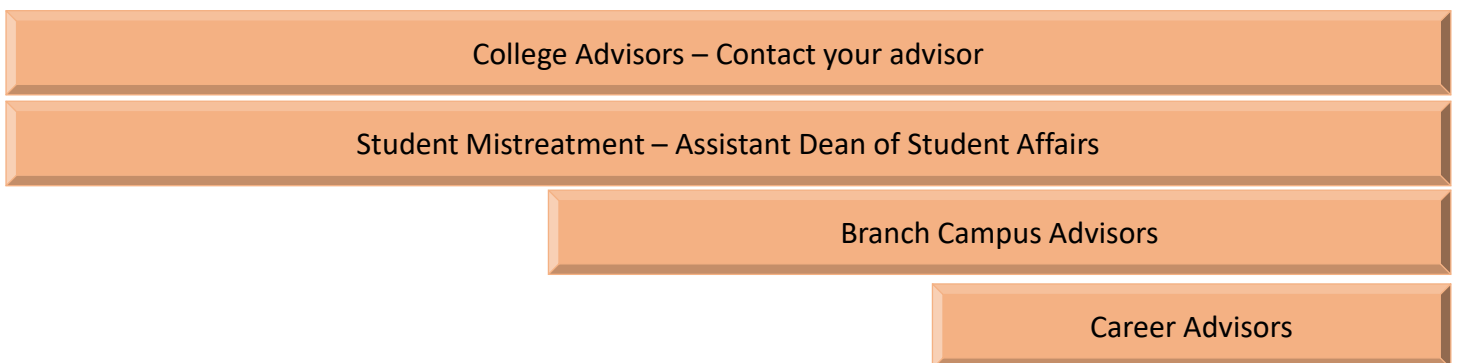 College Advisors – Contact your advisor
Student Mistreatment – Assistant Dean of Student Affairs
Branch Campus Advisors
Career Advisors